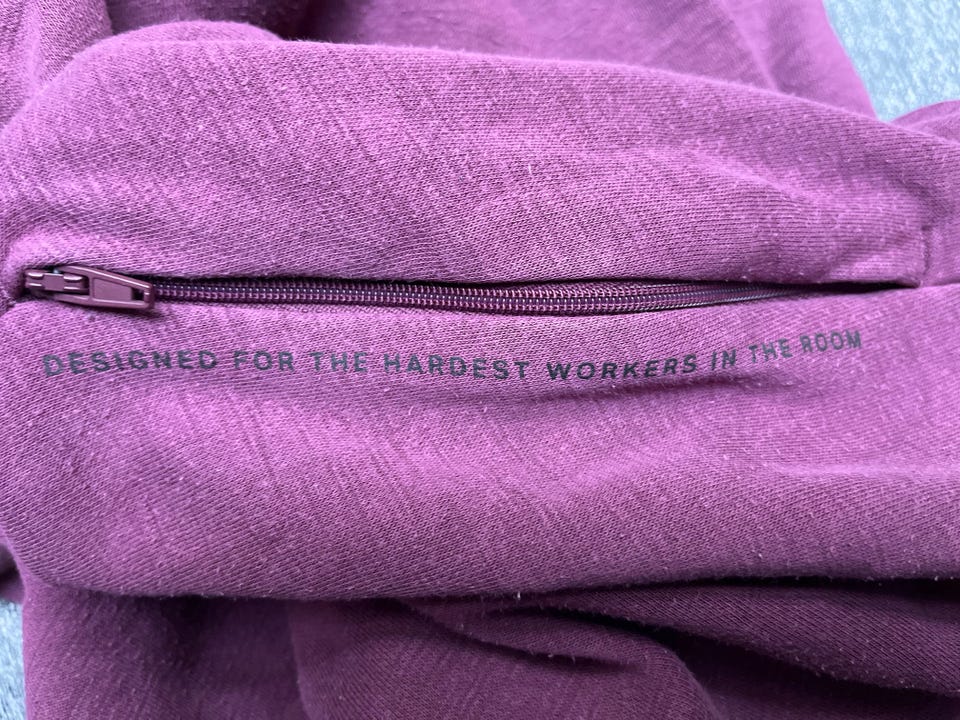 DESIGNED FOR THE HARDEST WORKERS IN THE ROOM